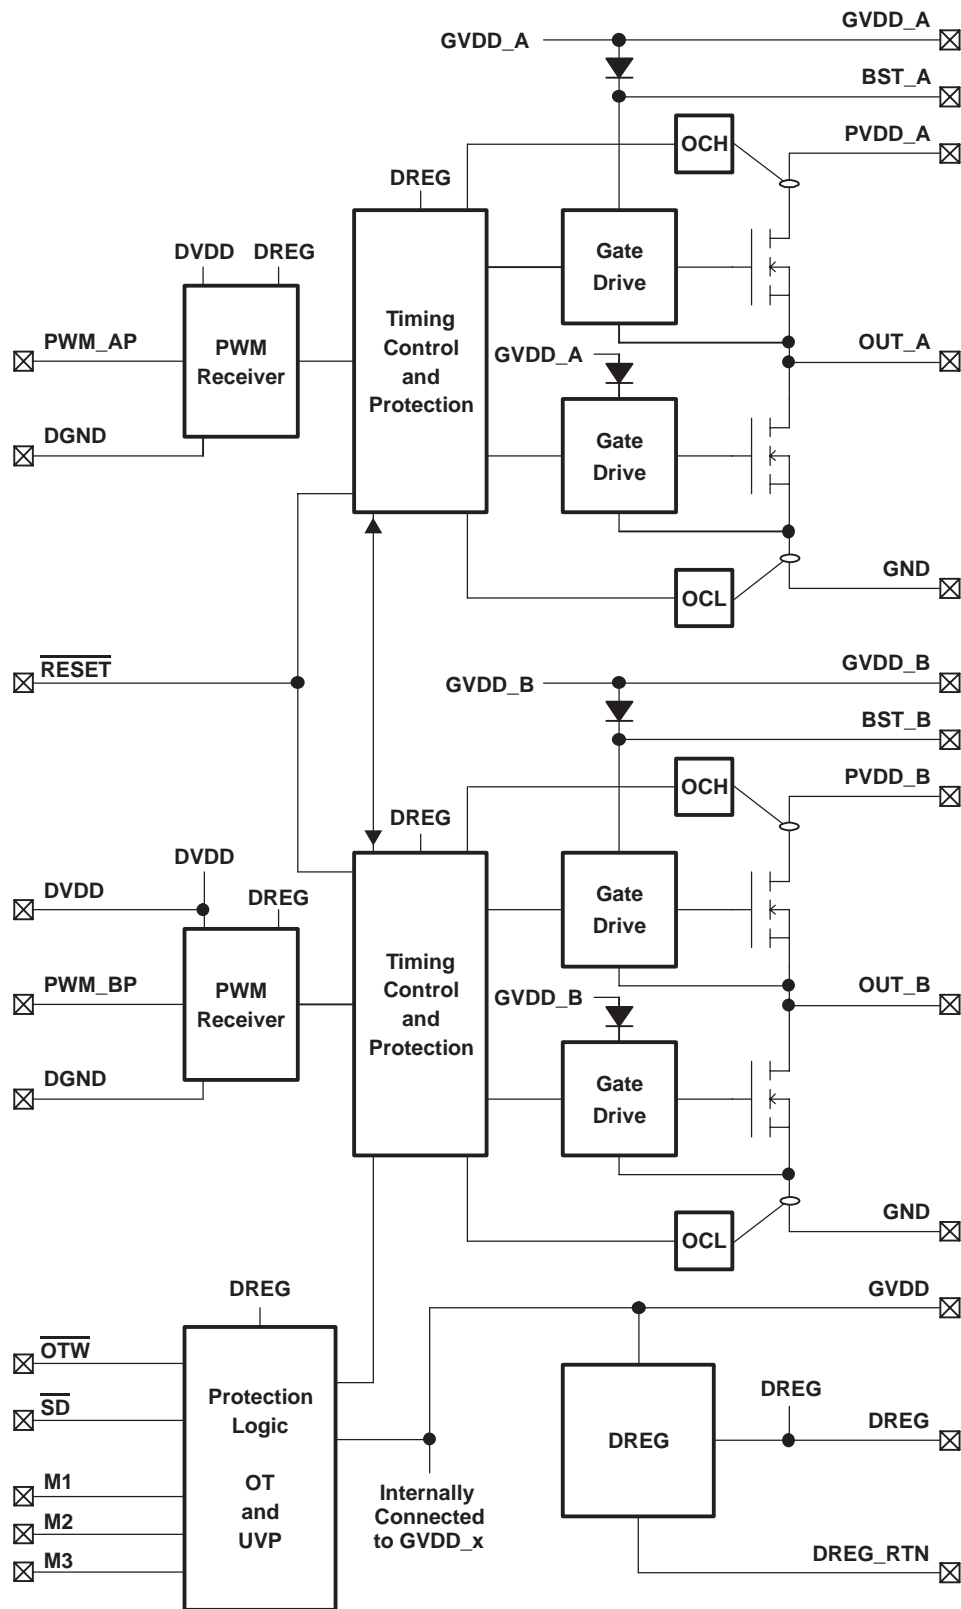 GVDD_A
GVDD_A
BST_A
OCH
PVDD_A
DREG
DVDD
DREG
Gate
Drive
PWM_AP
PWM
Receiver
Timing
Control
and
Protection
GVDD_A
OUT_A
DGND
Gate
Drive
OCL
GND
RESET
GVDD_B
GVDD_B
BST_B
OCH
PVDD_B
DREG
DVDD
DVDD
DREG
Gate
Drive
PWM_BP
PWM
Receiver
Timing
Control
and
Protection
GVDD_B
OUT_B
DGND
Gate
Drive
OCL
GND
DREG
GVDD
OTW
SD
M1
M2
M3
Protection
Logic
OT
and
UVP
Internally
Connected
to GVDD_x
DREG
DREG
DREG
DREG_RTN